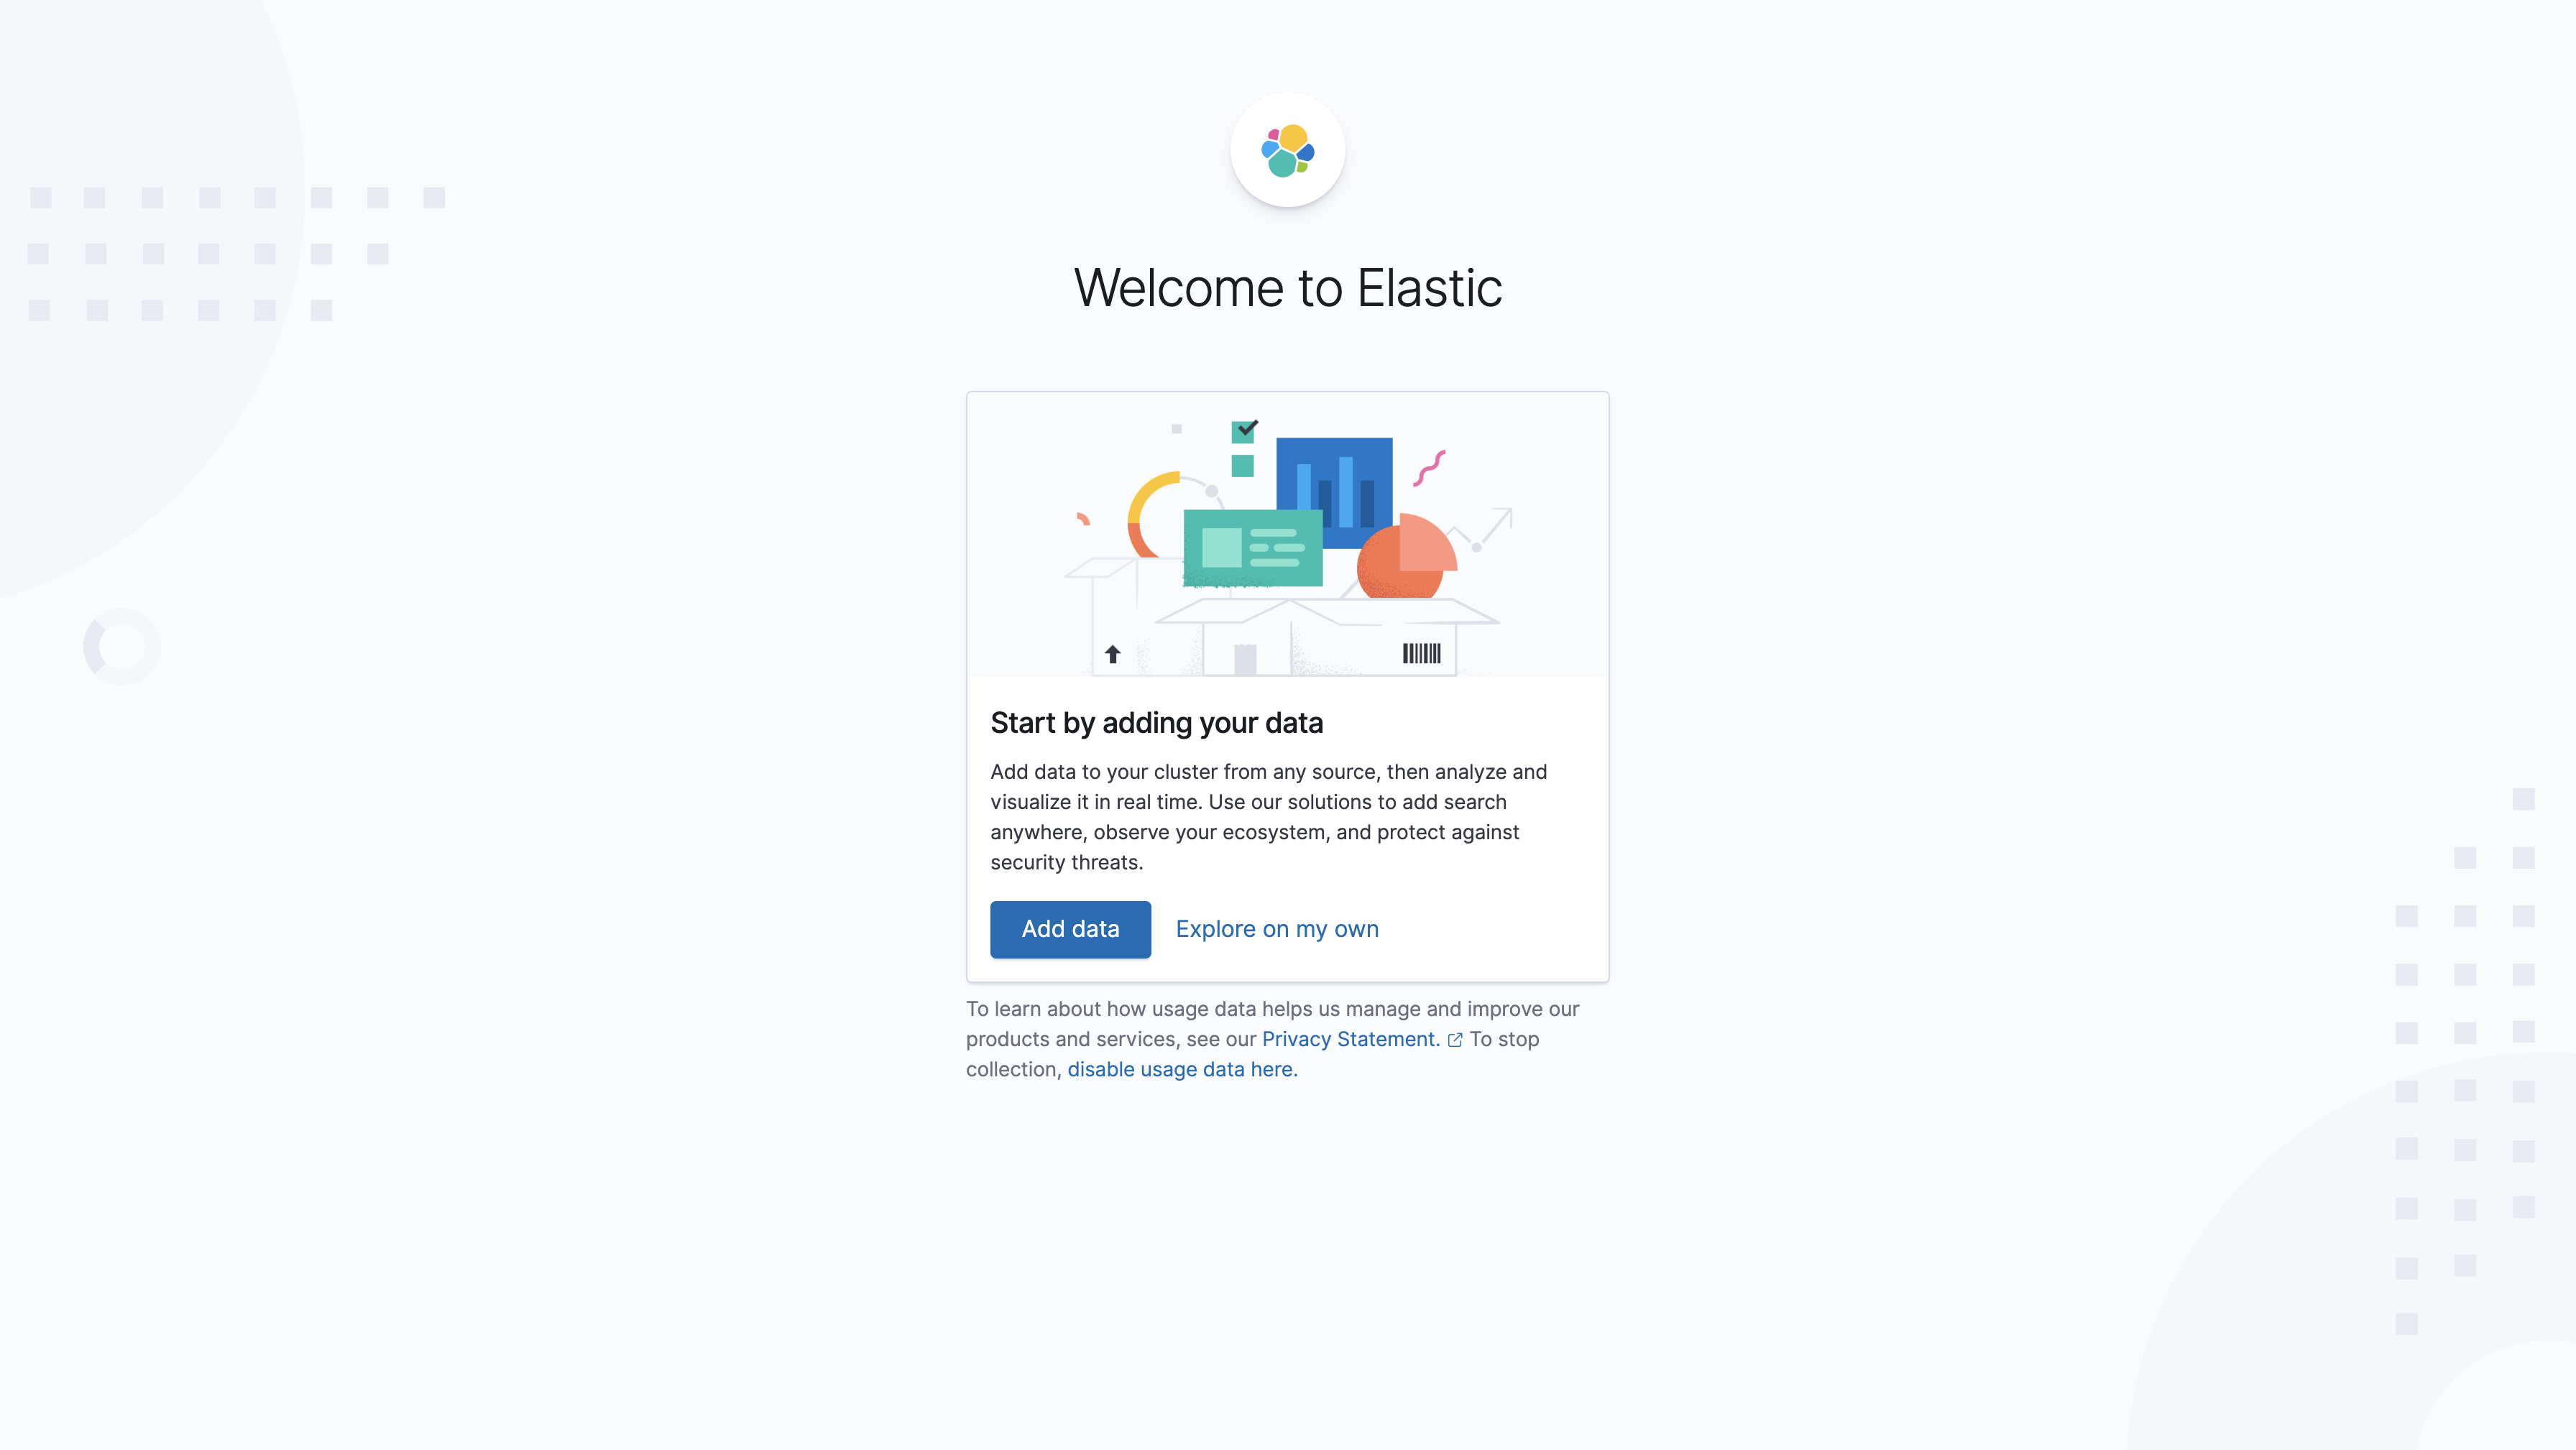 Welcome to Elastic
Start by adding your data
Add data to your cluster from any source, then analyze and
visualize it in real time. Use our solutions to add search
anywhere, observe your ecosystem, and protect against
security threats.
Add data
Explore on my own
To learn about how usage data helps us manage and improve our
products and services, see our Privacy Statement. To stop
collection, disable usage data here.